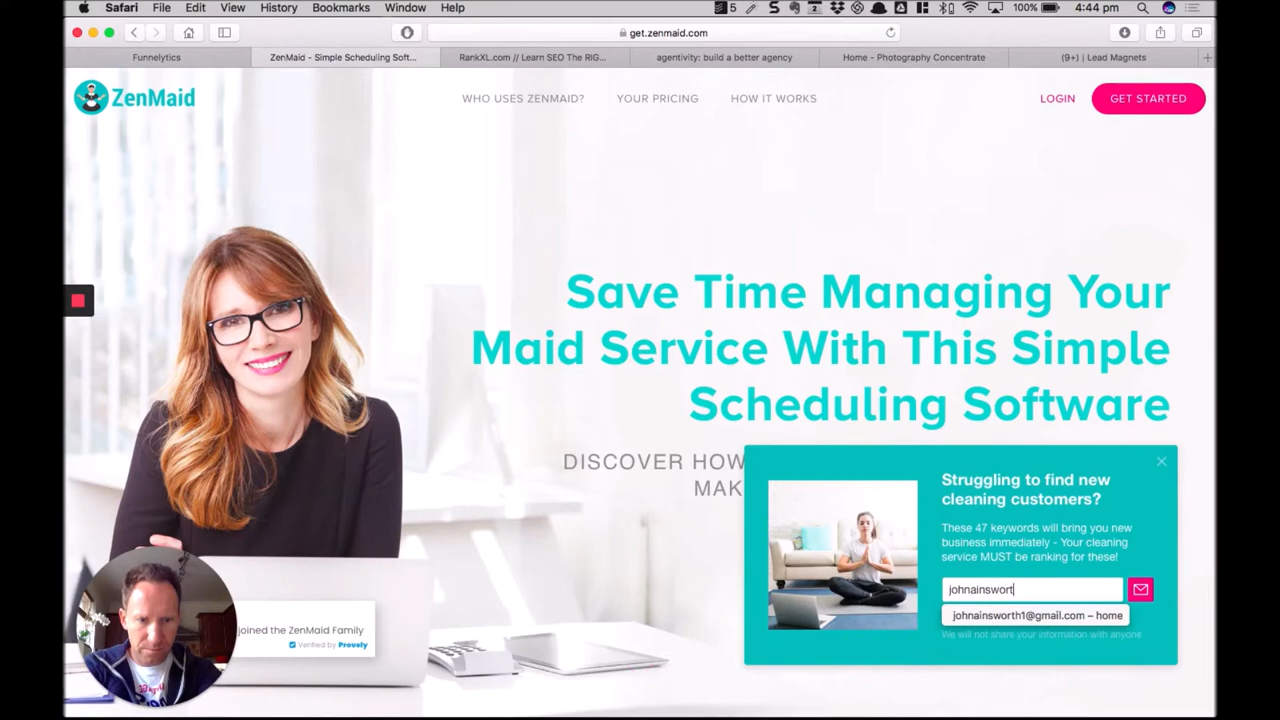 Safari File Edit View History Bookmarks Window Help
5
100%
4:44 pm
get.zenmaid.com
Funnelytics
ZenMaid - Simple Scheduling Soft...
RankXL.com // Learn SEO The RIG...
agentivity: build a better agency
Home - Photography Concentrate
(9+) | Lead Magnets
ZenMaid
WHO USES ZENMAID? YOUR PRICING HOW IT WORKS
LOGIN GET STARTED
Save Time Managing Your
Maid Service With This Simple
Scheduling Software
DISCOVER HOW
MAK
Struggling to find new
cleaning customers?
These 47 keywords will bring you new
business immediately - Your cleaning
service MUST be ranking for these!
johnainswort
johnainsworth1@gmail.com – home
We will not share your information with anyone
joined the ZenMaid Family
Verified by Provely